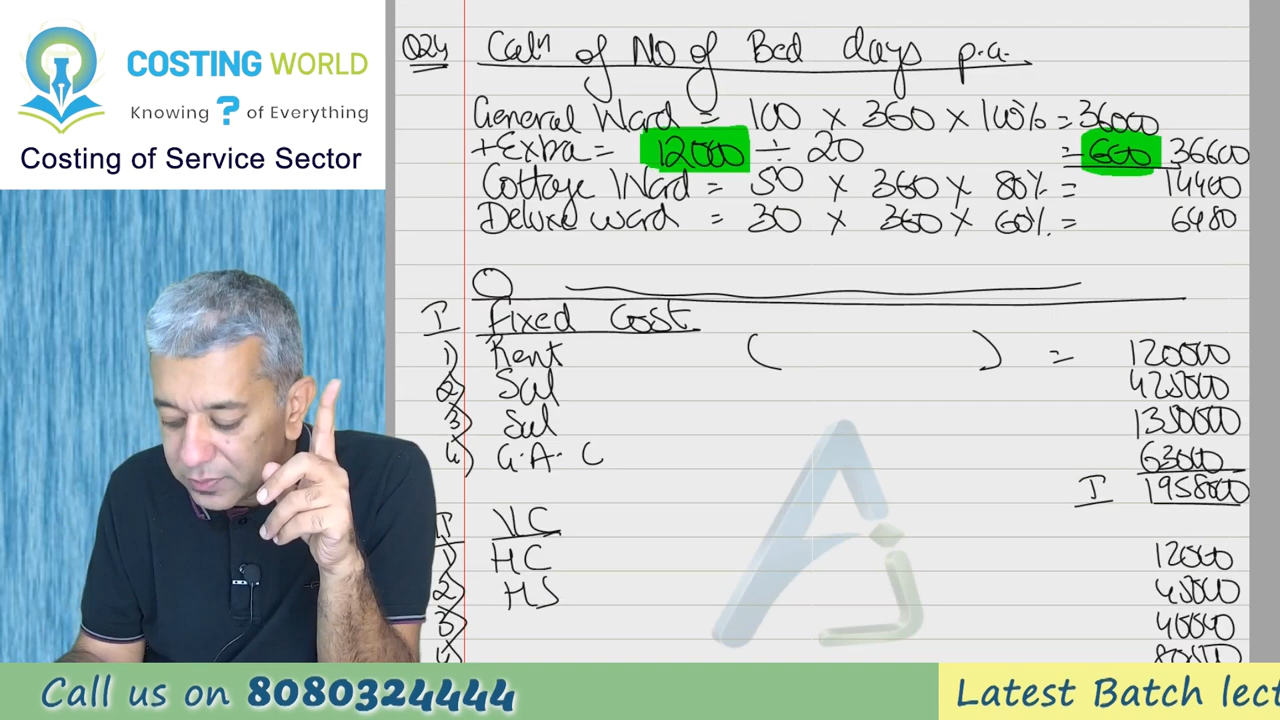 COSTING WORLD
Knowing ? of Everything
Costing of Service Sector
Q24 Calⁿ of No of Bed days p.a.
General Ward = 100 × 360 × 100% = 36000
+Extra = 12000 ÷ 20 = 600 36600
Cottage Ward = 50 × 360 × 80% = 14400
Deluxe ward = 30 × 360 × 60% = 6480
I Fixed Cost
1) Rent ( ) = 120000
2) Sal 425000
3) Sal 1350000
4) G.A.C 63000
I 1958000
II VC
1) HC 12000
2) MS 45000
3)
4)
Call us on 8080324444
Latest Batch lect